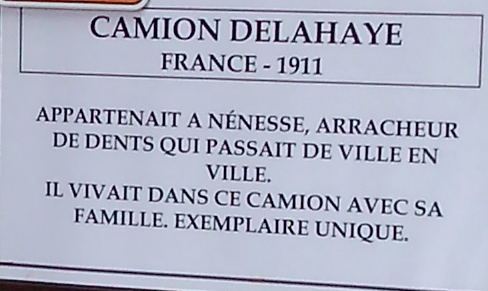 CAMION DELAHAYE
FRANCE - 1911
APPARTENAIT A NÉNESSE, ARRACHEUR
DE DENTS QUI PASSAIT DE VILLE EN
VILLE.
IL VIVAIT DANS CE CAMION AVEC SA
FAMILLE. EXEMPLAIRE UNIQUE.